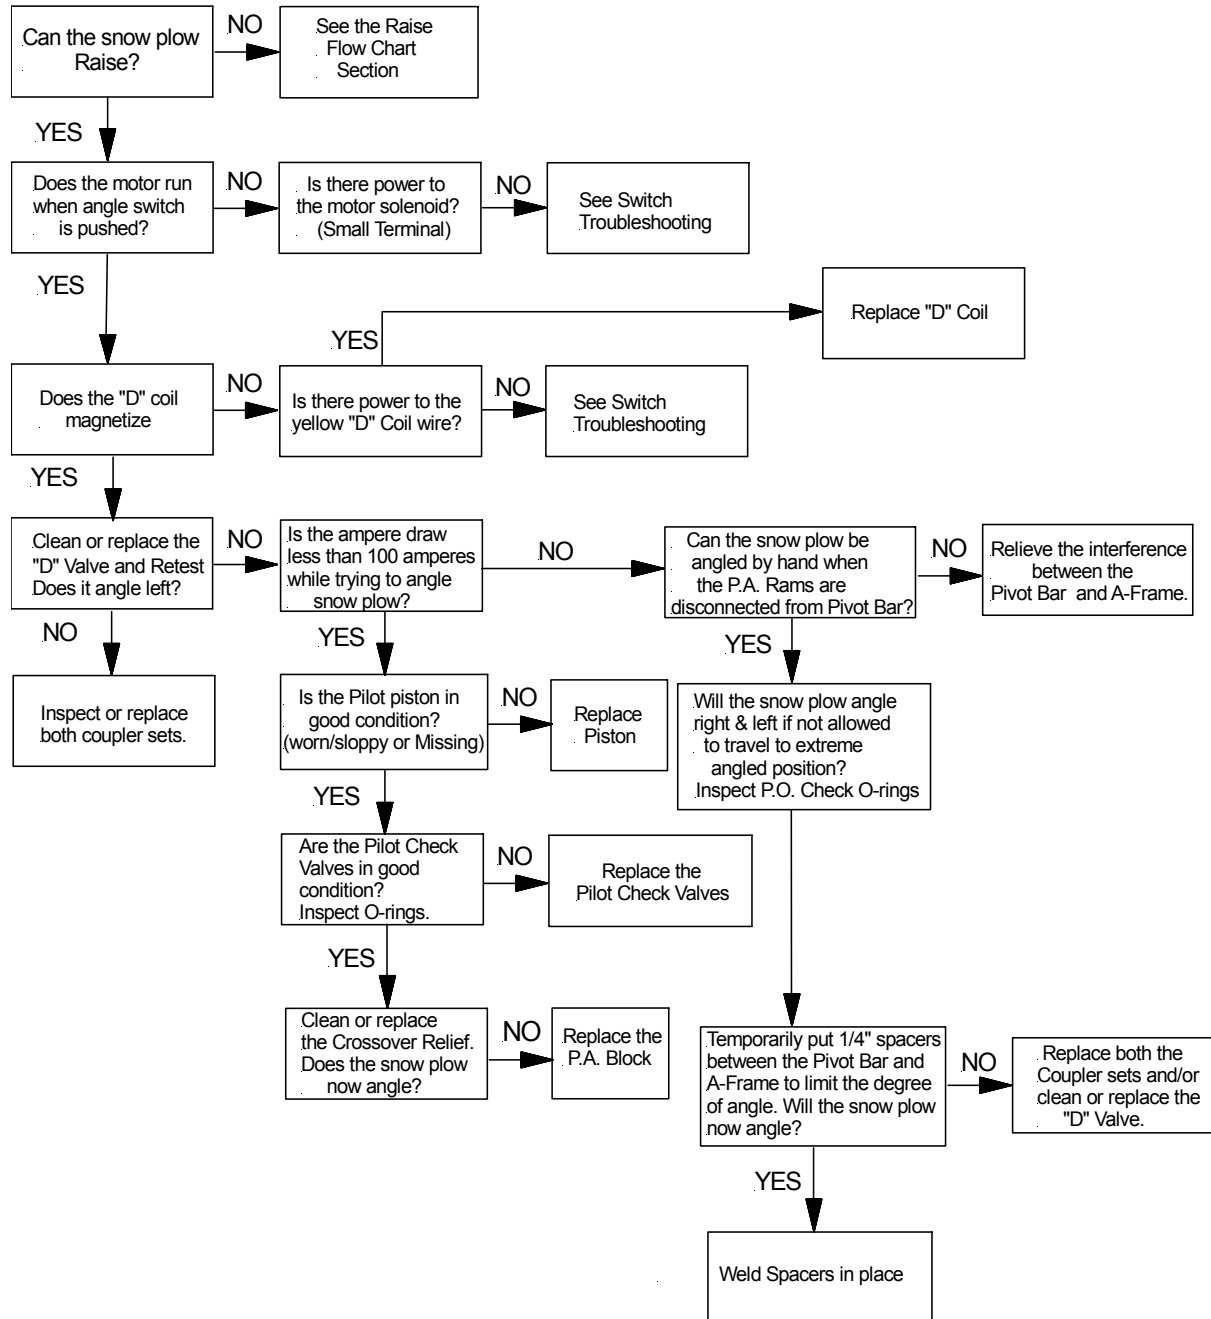 Can the snow plow
Raise?
NO
See the Raise
Flow Chart
Section
YES
Does the motor run
when angle switch
is pushed?
NO
Is there power to
the motor solenoid?
(Small Terminal)
NO
See Switch
Troubleshooting
YES
Does the "D" coil
magnetize
NO
Is there power to the
yellow "D" Coil wire?
YES
Replace "D" Coil
NO
See Switch
Troubleshooting
YES
Clean or replace the
"D" Valve and Retest
Does it angle left?
NO
Is the ampere draw
less than 100 amperes
while trying to angle
snow plow?
NO
Can the snow plow be
angled by hand when
the P.A. Rams are
disconnected from Pivot Bar?
NO
Relieve the interference
between the
Pivot Bar and A-Frame.
NO
Inspect or replace
both coupler sets.
YES
Is the Pilot piston in
good condition?
(worn/sloppy or Missing)
NO
Replace
Piston
YES
Will the snow plow angle
right & left if not allowed
to travel to extreme
angled position?
Inspect P.O. Check O-rings
YES
Are the Pilot Check
Valves in good
condition?
Inspect O-rings.
NO
Replace the
Pilot Check Valves
YES
Clean or replace
the Crossover Relief.
Does the snow plow
now angle?
NO
Replace the
P.A. Block
Temporarily put 1/4" spacers
between the Pivot Bar and
A-Frame to limit the degree
of angle. Will the snow plow
now angle?
NO
Replace both the
Coupler sets and/or
clean or replace the
"D" Valve.
YES
Weld Spacers in place